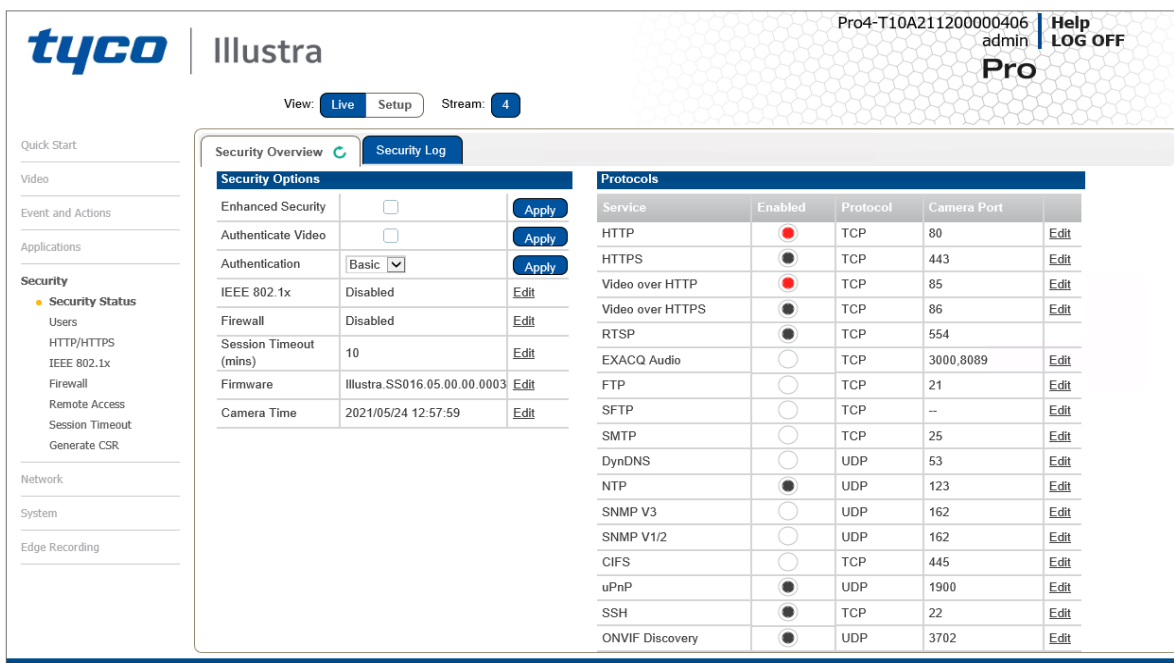 tyco Illustra
Pro4-T10A211200000406 Help
admin LOG OFF
Pro
View: Live Setup Stream: 4
Quick Start
Video
Event and Actions
Applications
Security
Security Status
Users
HTTP/HTTPS
IEEE 802.1x
Firewall
Remote Access
Session Timeout
Generate CSR
Network
System
Edge Recording
Security Overview Security Log
Security Options
Enhanced Security Apply
Authenticate Video Apply
Authentication Basic Apply
IEEE 802.1x Disabled Edit
Firewall Disabled Edit
Session Timeout
(mins) 10 Edit
Firmware Illustra.SS016.05.00.00.0003 Edit
Camera Time 2021/05/24 12:57:59 Edit
Protocols
Service Enabled Protocol Camera Port
HTTP TCP 80 Edit
HTTPS TCP 443 Edit
Video over HTTP TCP 85 Edit
Video over HTTPS TCP 86 Edit
RTSP TCP 554
EXACQ Audio TCP 3000,8089 Edit
FTP TCP 21 Edit
SFTP TCP -- Edit
SMTP TCP 25 Edit
DynDNS UDP 53 Edit
NTP UDP 123 Edit
SNMP V3 UDP 162 Edit
SNMP V1/2 UDP 162 Edit
CIFS TCP 445 Edit
uPnP UDP 1900 Edit
SSH TCP 22 Edit
ONVIF Discovery UDP 3702 Edit